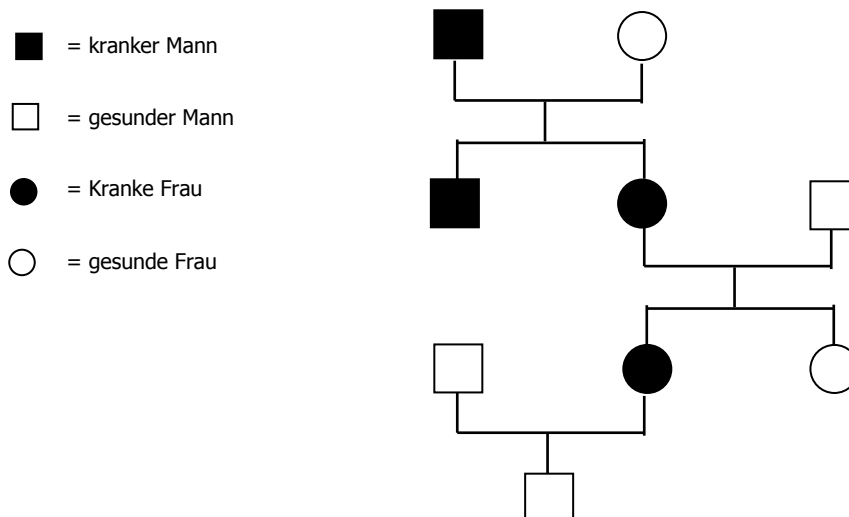 = kranker Mann
= gesunder Mann
= Kranke Frau
= gesunde Frau